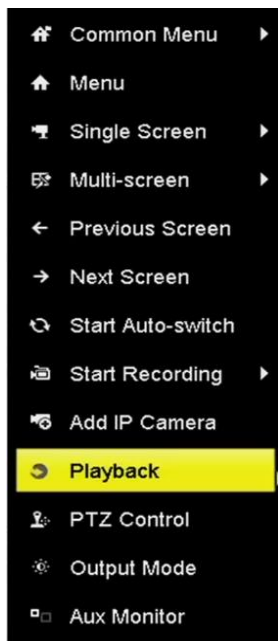 Common Menu
Menu
Single Screen
Multi-screen
Previous Screen
Next Screen
Start Auto-switch
Start Recording
Add IP Camera
Playback
PTZ Control
Output Mode
Aux Monitor